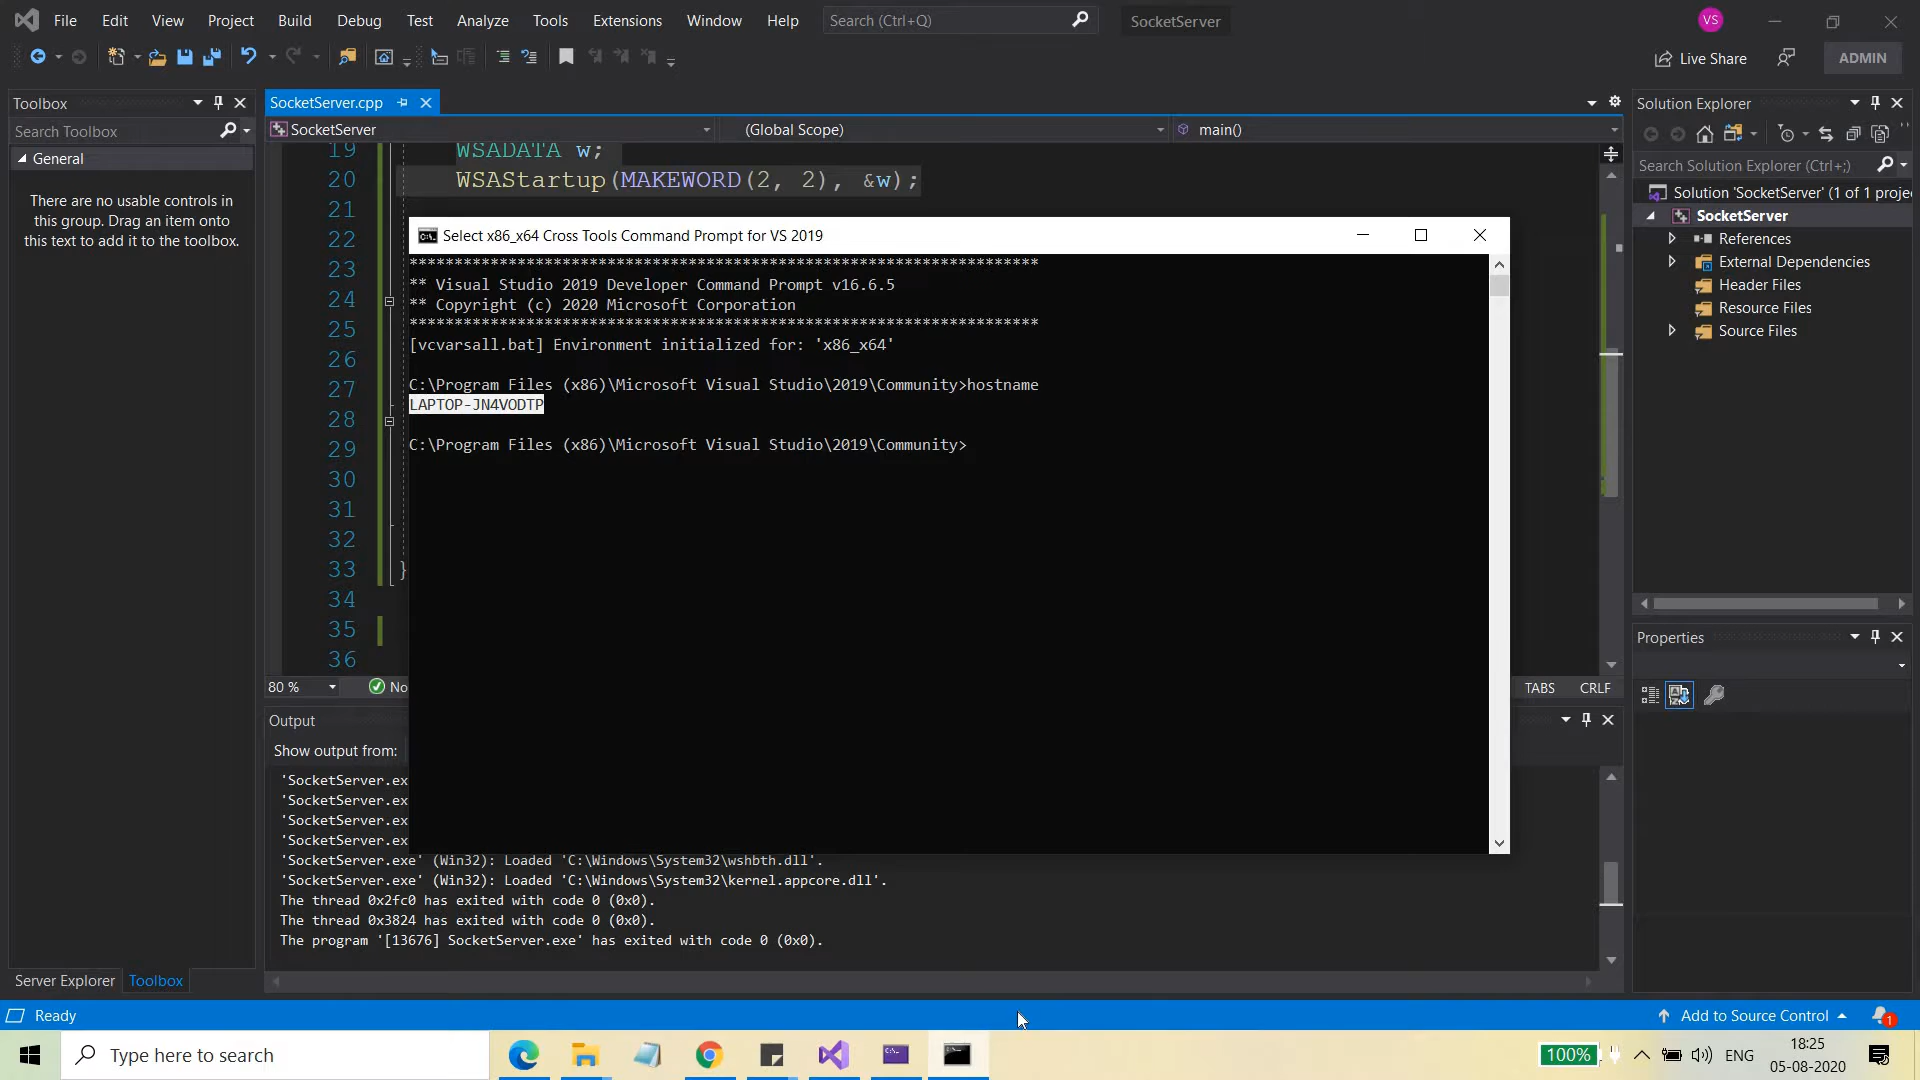 File Edit View Project Build Debug Test Analyze Tools Extensions Window Help Search (Ctrl+Q) SocketServer VS
Live Share ADMIN
Toolbox
Search Toolbox
General
There are no usable controls in
this group. Drag an item onto
this text to add it to the toolbox.
Server Explorer Toolbox
SocketServer.cpp
SocketServer (Global Scope) main()
19 WSADATA w;
20 WSAStartup(MAKEWORD(2, 2), &w);
21
22
23
24
25
26
27
28
29
30
31
32
33 }
34
35
36
80 % No TABS CRLF
Select x86_x64 Cross Tools Command Prompt for VS 2019
**********************************************************************
** Visual Studio 2019 Developer Command Prompt v16.6.5
** Copyright (c) 2020 Microsoft Corporation
**********************************************************************
[vcvarsall.bat] Environment initialized for: 'x86_x64'
C:\Program Files (x86)\Microsoft Visual Studio\2019\Community>hostname
LAPTOP-JN4VODTP
C:\Program Files (x86)\Microsoft Visual Studio\2019\Community>
Output
Show output from:
'SocketServer.ex
'SocketServer.ex
'SocketServer.ex
'SocketServer.ex
'SocketServer.exe' (Win32): Loaded 'C:\Windows\System32\wshbth.dll'.
'SocketServer.exe' (Win32): Loaded 'C:\Windows\System32\kernel.appcore.dll'.
The thread 0x2fc0 has exited with code 0 (0x0).
The thread 0x3824 has exited with code 0 (0x0).
The program '[13676] SocketServer.exe' has exited with code 0 (0x0).
Solution Explorer
Search Solution Explorer (Ctrl+;)
Solution 'SocketServer' (1 of 1 proje
SocketServer
References
External Dependencies
Header Files
Resource Files
Source Files
Properties
Ready Add to Source Control 1
Type here to search
100% ENG 18:25
05-08-2020